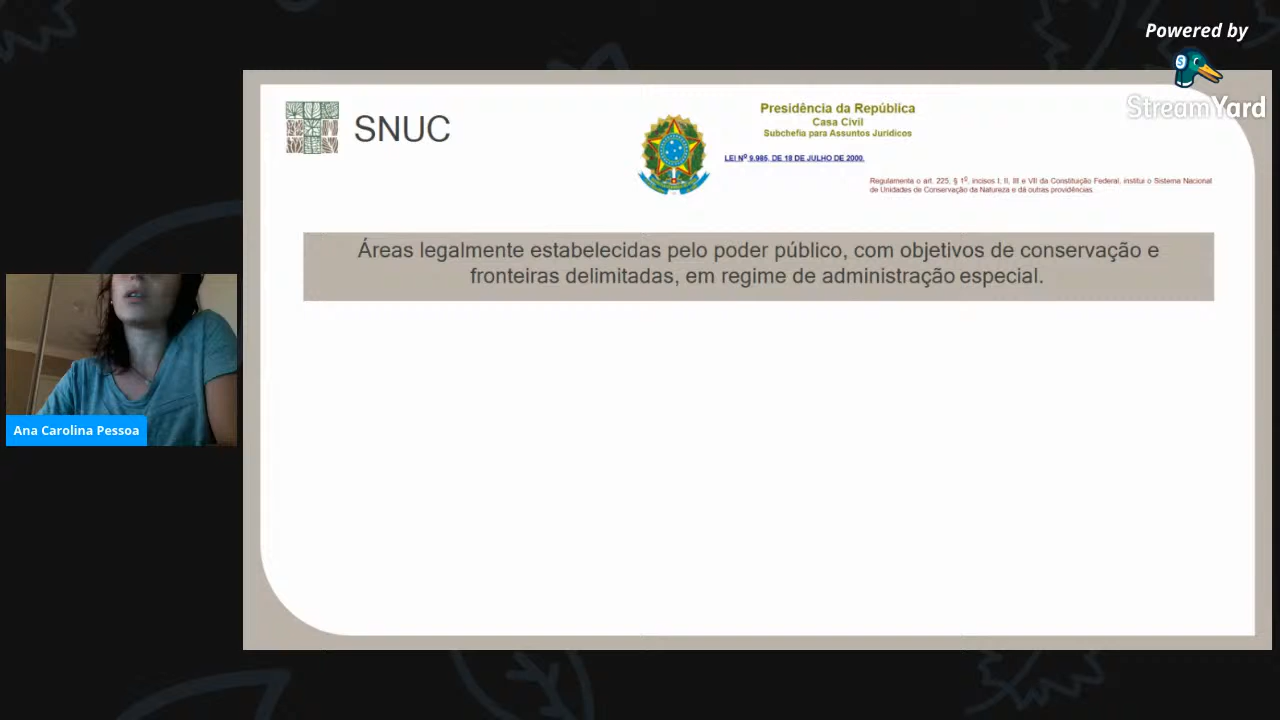 Powered by
StreamYard
SNUC
Presidência da República
Casa Civil
Subchefia para Assuntos Jurídicos
LEI Nº 9.985, DE 18 DE JULHO DE 2000.
Regulamenta o art. 225, § 1º, incisos I, II, III e VII da Constituição Federal, institui o Sistema Nacional
de Unidades de Conservação da Natureza e dá outras providências.
Áreas legalmente estabelecidas pelo poder público, com objetivos de conservação e
fronteiras delimitadas, em regime de administração especial.
Ana Carolina Pessoa